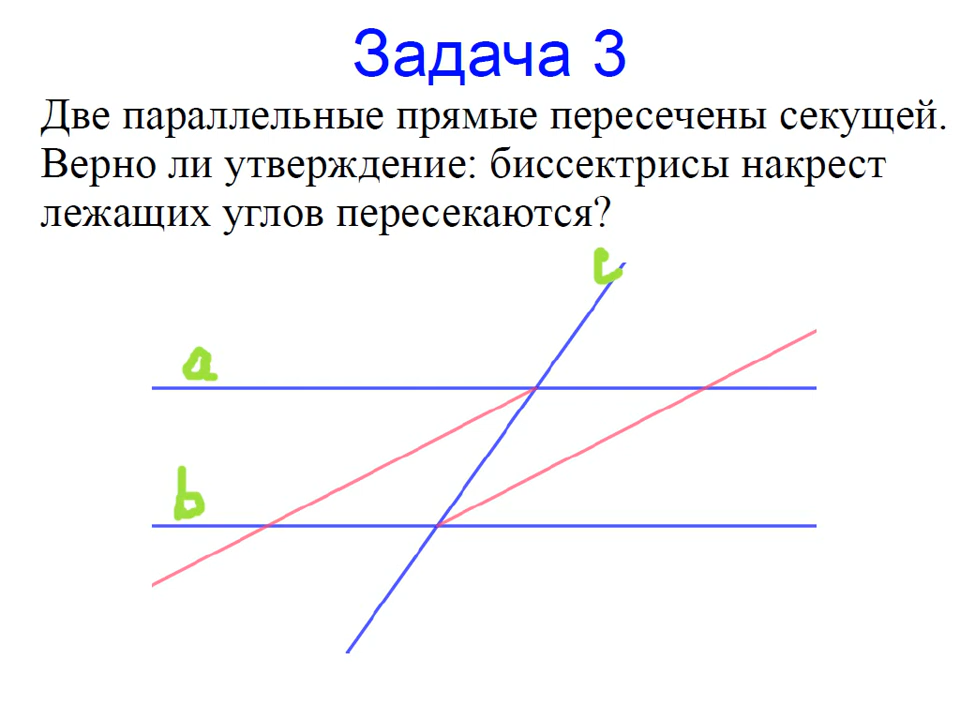 Задача 3
Две параллельные прямые пересечены секущей.
Верно ли утверждение: биссектрисы накрест
лежащих углов пересекаются?
c
a
b